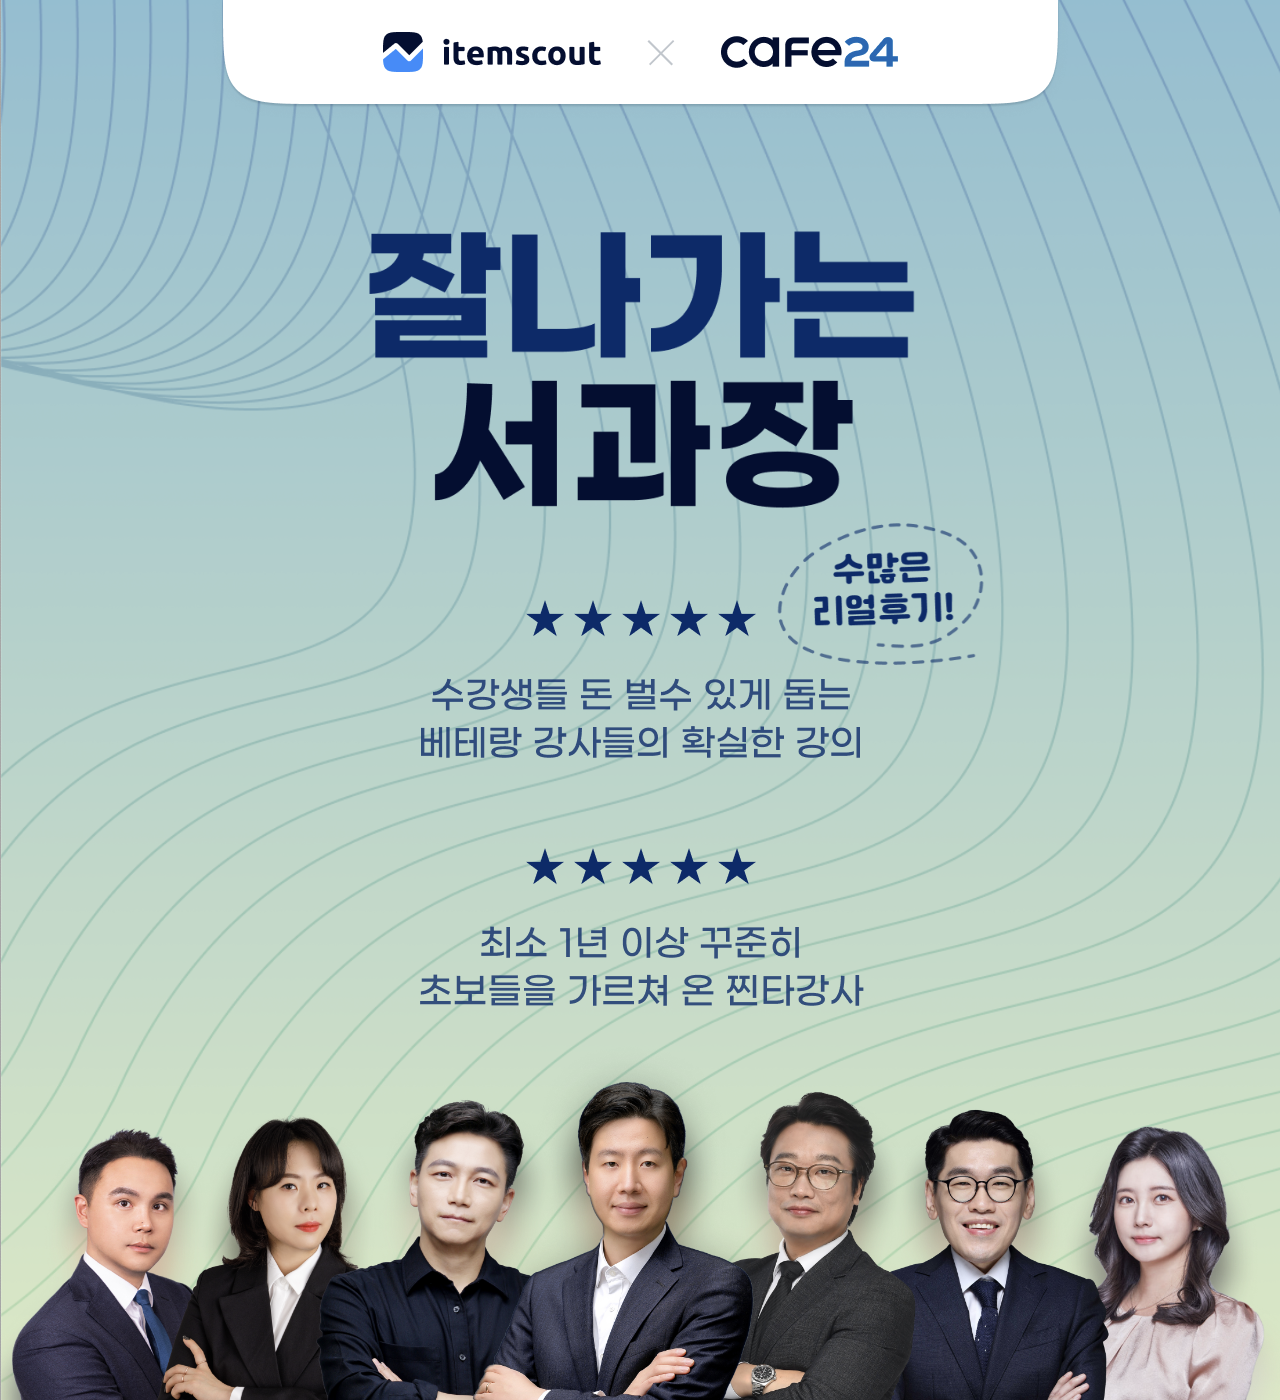 itemscout × cafe24
잘나가는
서과장
수많은
리얼후기!
★★★★★
수강생들 돈 벌수 있게 돕는
베테랑 강사들의 확실한 강의
★★★★★
최소 1년 이상 꾸준히
초보들을 가르쳐 온 찐타강사